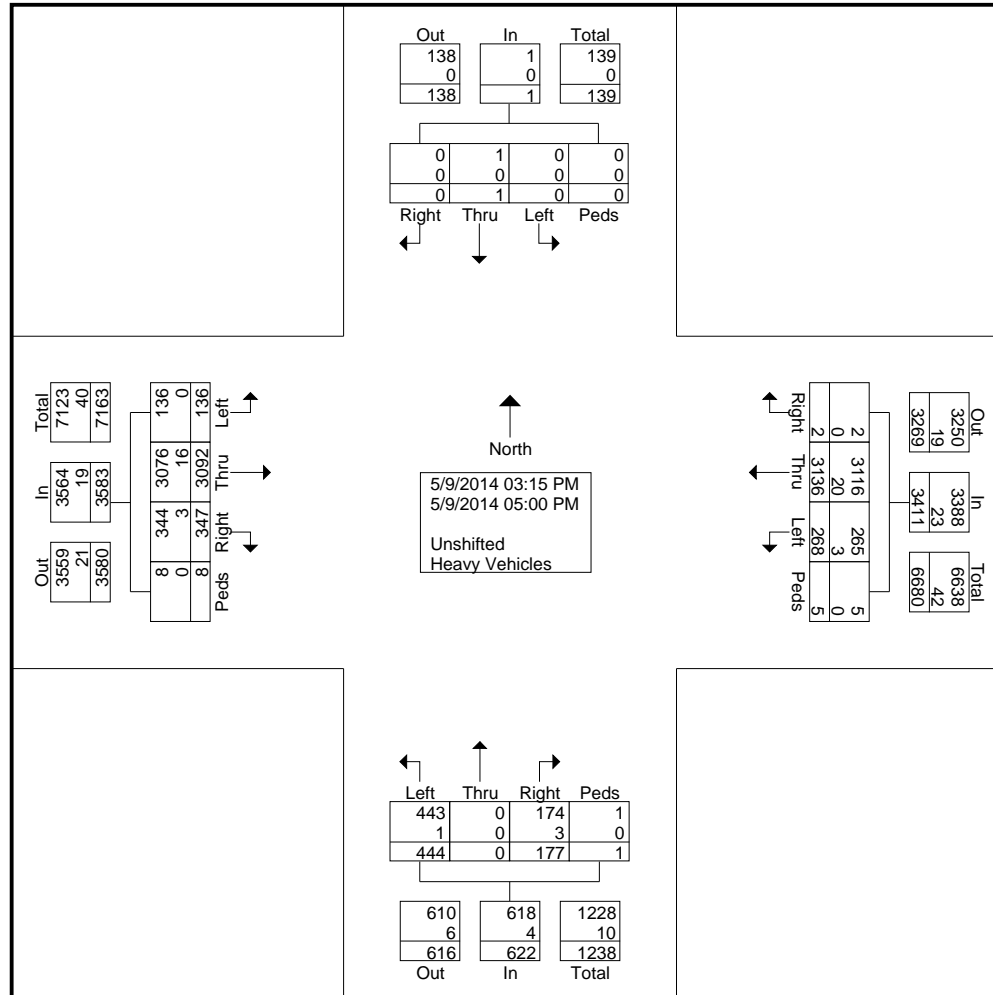 Out In Total
138 1 139
0 0 0
138 1 139
0 1 0 0
0 0 0 0
0 1 0 0
Right Thru Left Peds
Total
7123
40
7163
In
3564
19
3583
Out
3559
21
3580
136 3076 344 8
0 16 3 0
136 3092 347 8
Left Thru Right Peds
North
5/9/2014 03:15 PM
5/9/2014 05:00 PM
Unshifted
Heavy Vehicles
Right Thru Left Peds
2 3136 268 5
0 20 3 0
2 3116 265 5
Out
3250
19
3269
In
3388
23
3411
Total
6638
42
6680
Left Thru Right Peds
443 0 174 1
1 0 3 0
444 0 177 1
610 618 1228
6 4 10
616 622 1238
Out In Total